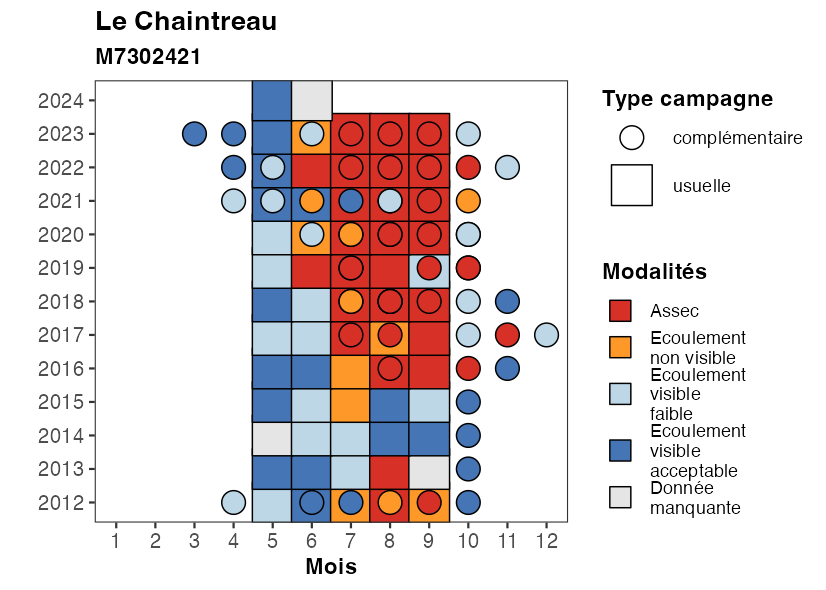 Le Chaintreau
M7302421
2024
2023
2022
2021
2020
2019
2018
2017
2016
2015
2014
2013
2012
1 2 3 4 5 6 7 8 9 10 11 12
Mois
Type campagne
complémentaire
usuelle
Modalités
Assec
Ecoulement
non visible
Ecoulement
visible
faible
Ecoulement
visible
acceptable
Donnée
manquante